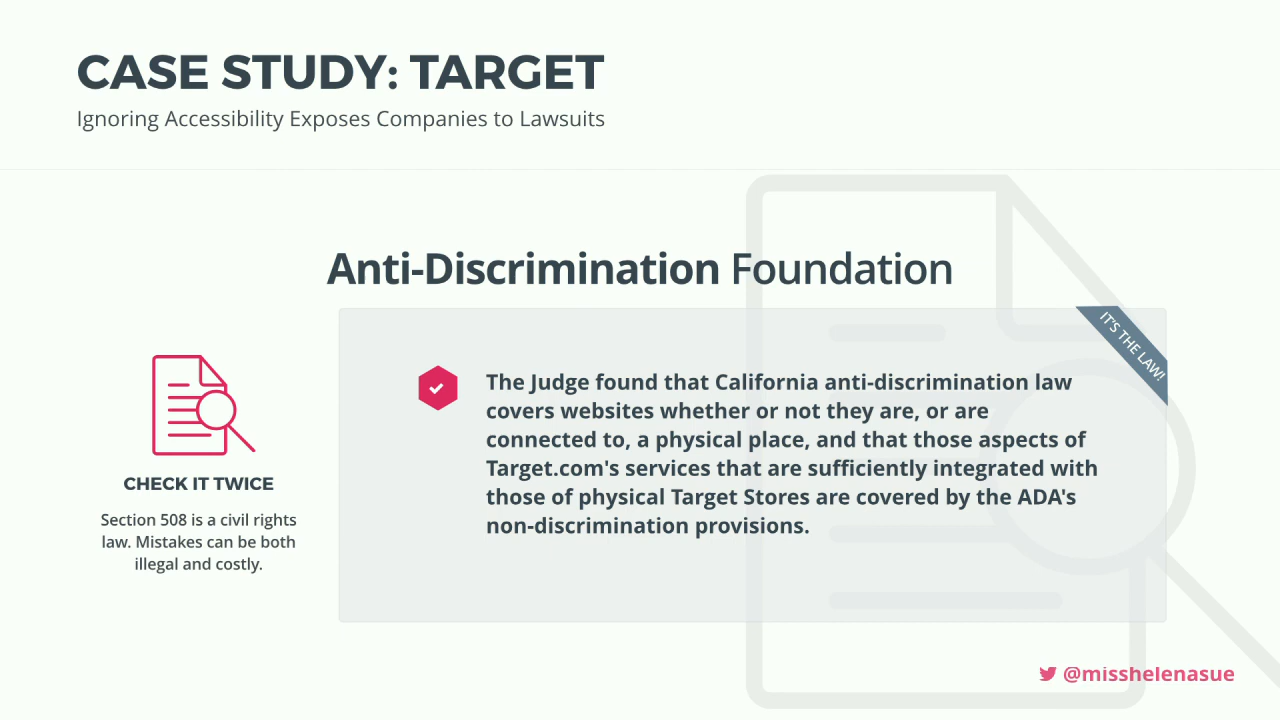 CASE STUDY: TARGET
Ignoring Accessibility Exposes Companies to Lawsuits
Anti-Discrimination Foundation
IT'S THE LAW!
The Judge found that California anti-discrimination law
covers websites whether or not they are, or are
connected to, a physical place, and that those aspects of
Target.com's services that are sufficiently integrated with
those of physical Target Stores are covered by the ADA's
non-discrimination provisions.
CHECK IT TWICE
Section 508 is a civil rights
law. Mistakes can be both
illegal and costly.
@misshelenasue